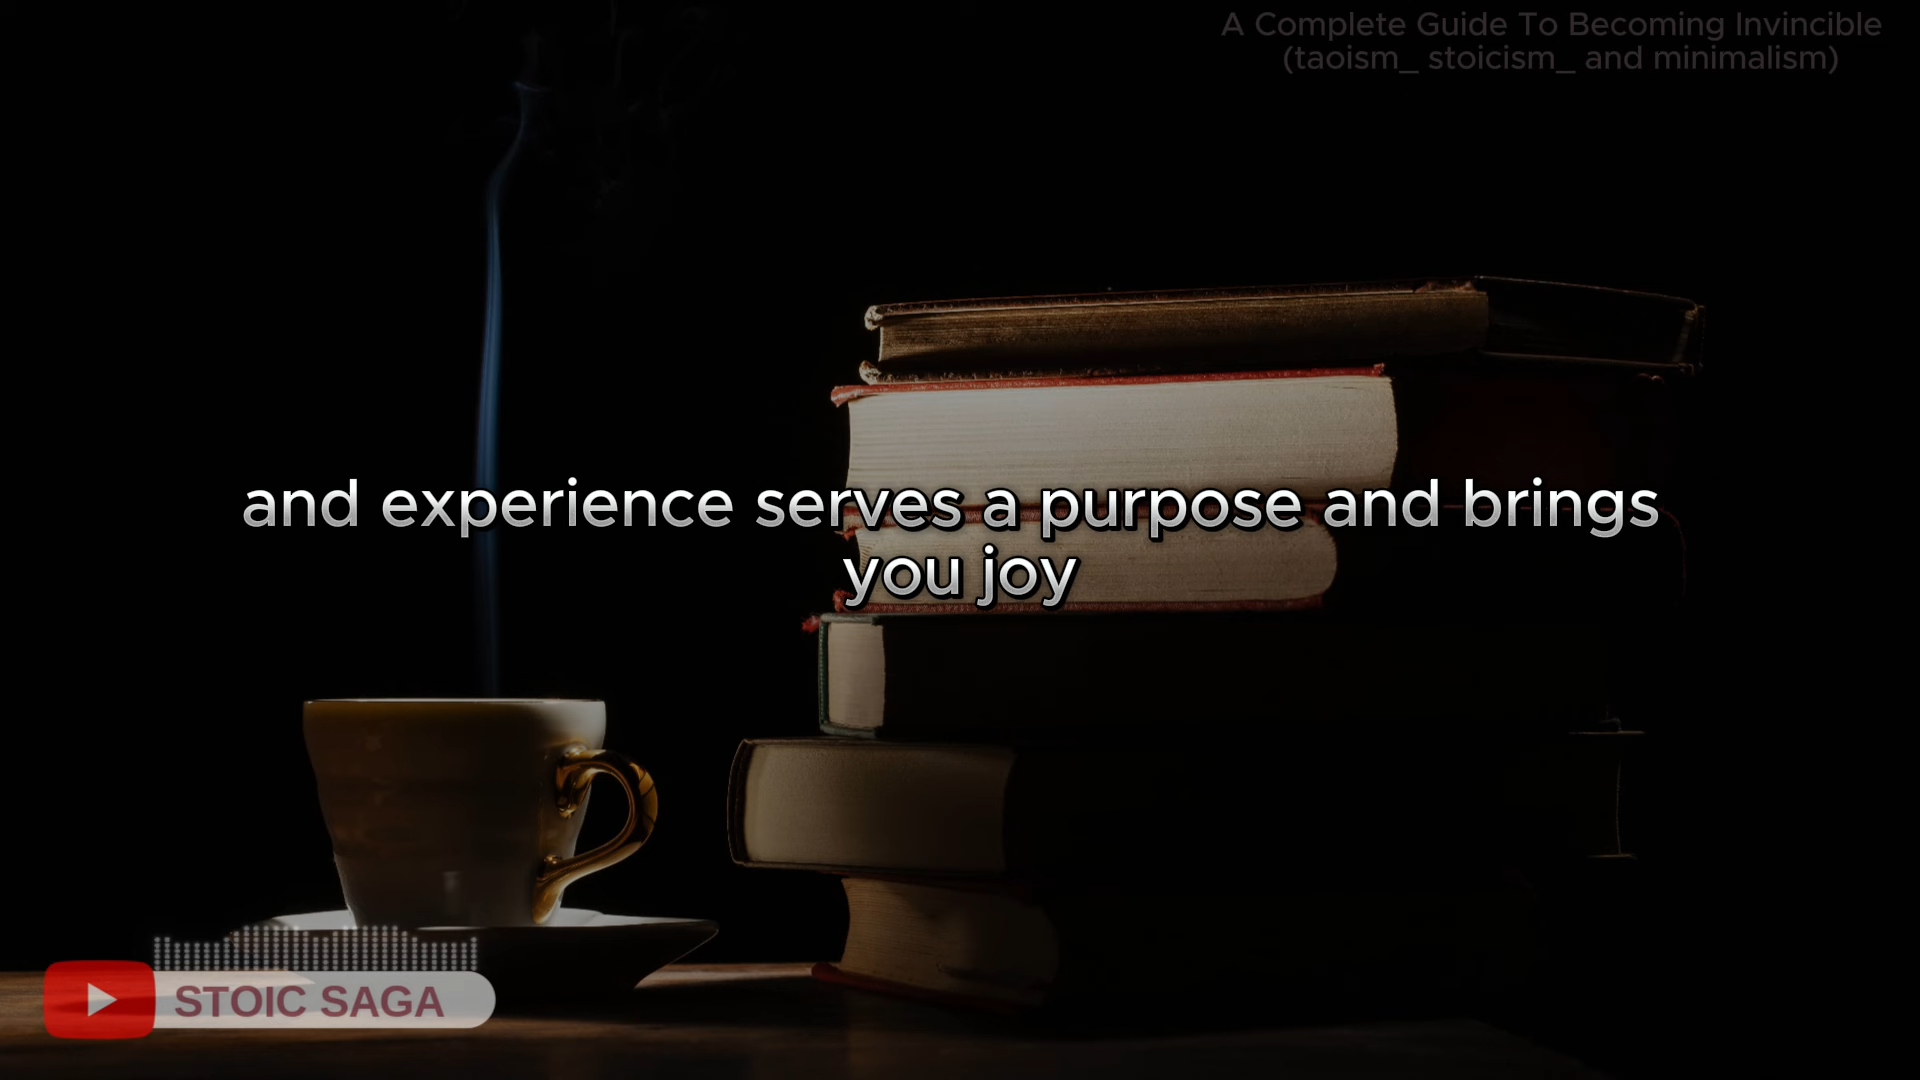 A Complete Guide To Becoming Invincible
(taoism_ stoicism_ and minimalism)
and experience serves a purpose and brings
you joy
STOIC SAGA